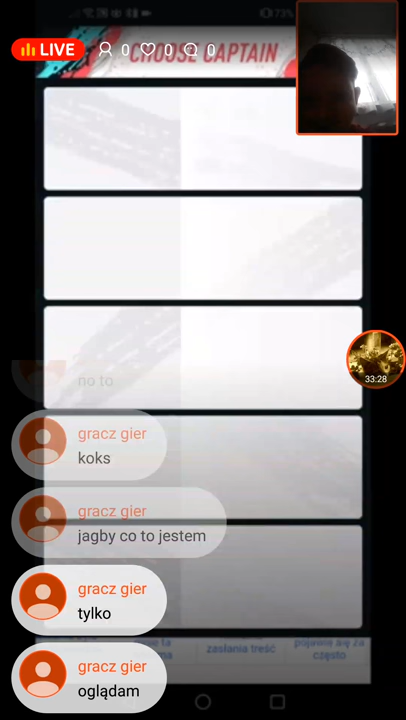 73%
LIVE 0 0 0
CHOOSE CAPTAIN
33:28
no to
gracz gier
koks
gracz gier
jagby co to jestem
gracz gier
tylko
zasłania treść
pojawia się za
często
gracz gier
oglądam